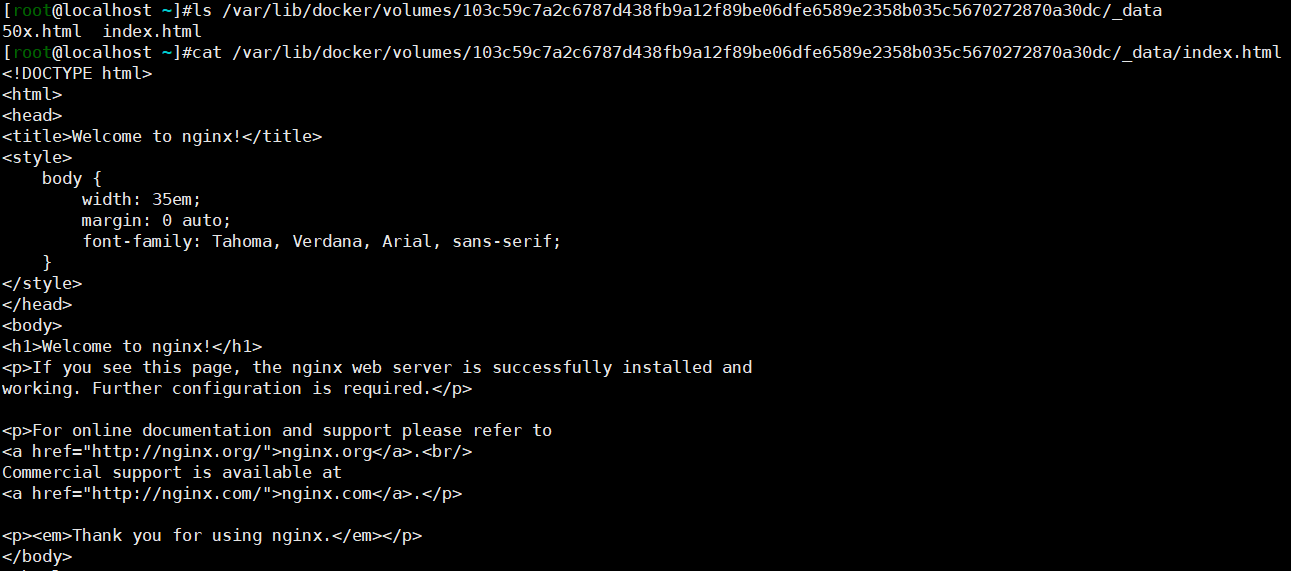 [root@localhost ~]#ls /var/lib/docker/volumes/103c59c7a2c6787d438fb9a12f89be06dfe6589e2358b035c5670272870a30dc/_data
50x.html  index.html
[root@localhost ~]#cat /var/lib/docker/volumes/103c59c7a2c6787d438fb9a12f89be06dfe6589e2358b035c5670272870a30dc/_data/index.html
<!DOCTYPE html>
<html>
<head>
<title>Welcome to nginx!</title>
<style>
    body {
        width: 35em;
        margin: 0 auto;
        font-family: Tahoma, Verdana, Arial, sans-serif;
    }
</style>
</head>
<body>
<h1>Welcome to nginx!</h1>
<p>If you see this page, the nginx web server is successfully installed and
working. Further configuration is required.</p>

<p>For online documentation and support please refer to
<a href="http://nginx.org/">nginx.org</a>.<br/>
Commercial support is available at
<a href="http://nginx.com/">nginx.com</a>.</p>

<p><em>Thank you for using nginx.</em></p>
</body>